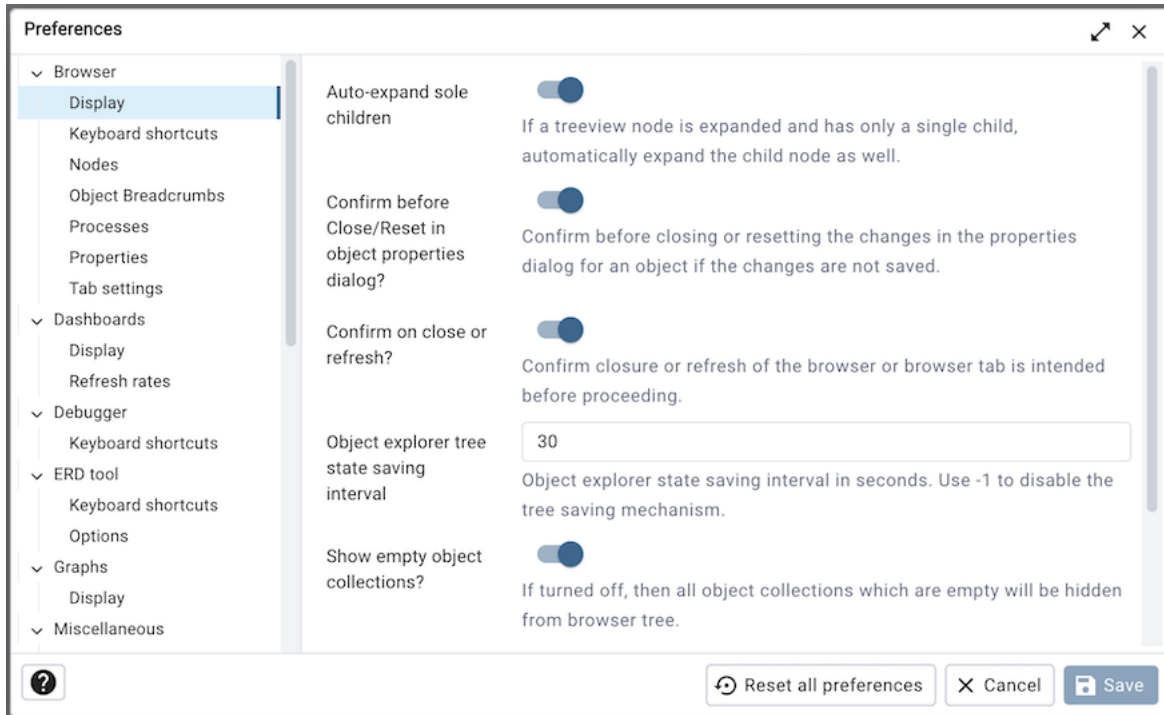 Preferences
Browser
Display
Keyboard shortcuts
Nodes
Object Breadcrumbs
Processes
Properties
Tab settings
Dashboards
Display
Refresh rates
Debugger
Keyboard shortcuts
ERD tool
Keyboard shortcuts
Options
Graphs
Display
Miscellaneous
Auto-expand sole
children
If a treeview node is expanded and has only a single child,
automatically expand the child node as well.
Confirm before
Close/Reset in
object properties
dialog?
Confirm before closing or resetting the changes in the properties
dialog for an object if the changes are not saved.
Confirm on close or
refresh?
Confirm closure or refresh of the browser or browser tab is intended
before proceeding.
Object explorer tree
state saving
interval
30
Object explorer state saving interval in seconds. Use -1 to disable the
tree saving mechanism.
Show empty object
collections?
If turned off, then all object collections which are empty will be hidden
from browser tree.
?
Reset all preferences
Cancel
Save